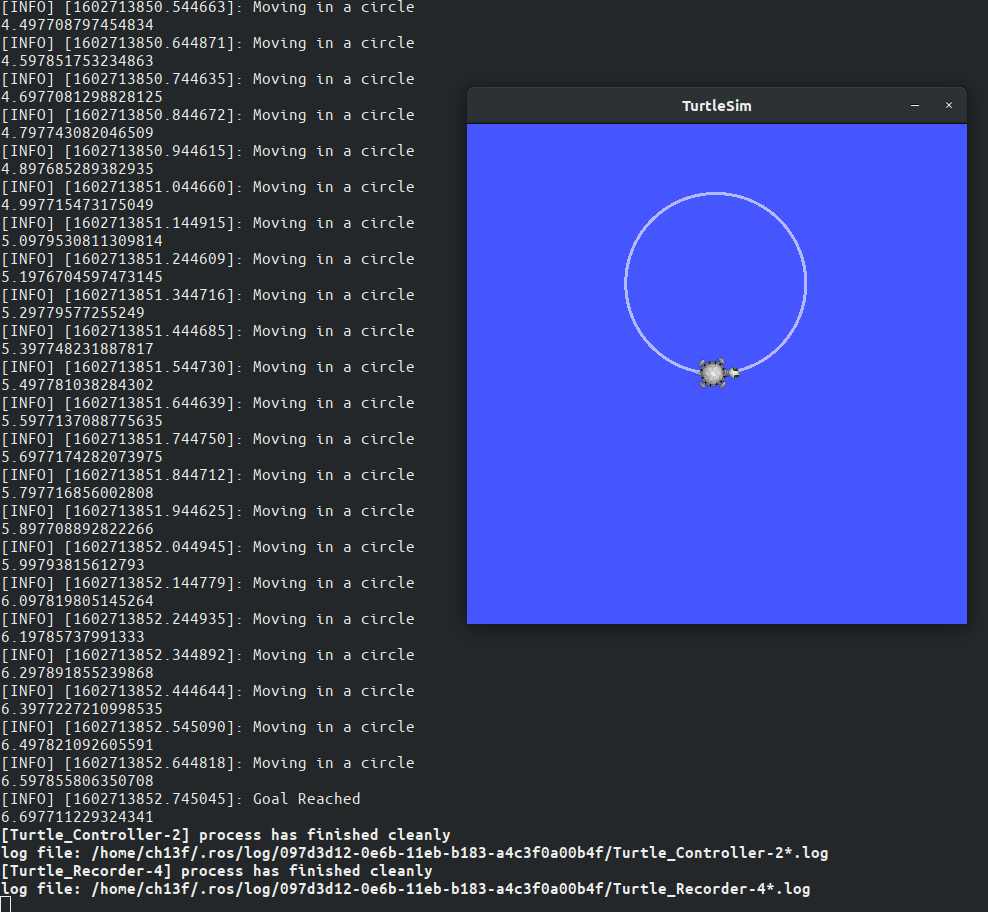 [INFO] [1602713850.544663]: Moving in a circle
4.497708797454834
[INFO] [1602713850.644871]: Moving in a circle
4.597851753234863
[INFO] [1602713850.744635]: Moving in a circle
4.6977081298828125
[INFO] [1602713850.844672]: Moving in a circle
4.797743082046509
[INFO] [1602713850.944615]: Moving in a circle
4.897685289382935
[INFO] [1602713851.044660]: Moving in a circle
4.997715473175049
[INFO] [1602713851.144915]: Moving in a circle
5.0979530811309814
[INFO] [1602713851.244609]: Moving in a circle
5.1976704597473145
[INFO] [1602713851.344716]: Moving in a circle
5.29779577255249
[INFO] [1602713851.444685]: Moving in a circle
5.397748231887817
[INFO] [1602713851.544730]: Moving in a circle
5.497781038284302
[INFO] [1602713851.644639]: Moving in a circle
5.5977137088775635
[INFO] [1602713851.744750]: Moving in a circle
5.6977174282073975
[INFO] [1602713851.844712]: Moving in a circle
5.797716856002808
[INFO] [1602713851.944625]: Moving in a circle
5.897708892822266
[INFO] [1602713852.044945]: Moving in a circle
5.99793815612793
[INFO] [1602713852.144779]: Moving in a circle
6.097819805145264
[INFO] [1602713852.244935]: Moving in a circle
6.19785737991333
[INFO] [1602713852.344892]: Moving in a circle
6.297891855239868
[INFO] [1602713852.444644]: Moving in a circle
6.3977227210998535
[INFO] [1602713852.545090]: Moving in a circle
6.497821092605591
[INFO] [1602713852.644818]: Moving in a circle
6.597855806350708
[INFO] [1602713852.745045]: Goal Reached
6.697711229324341
[Turtle_Controller-2] process has finished cleanly
log file: /home/ch13f/.ros/log/097d3d12-0e6b-11eb-b183-a4c3f0a00b4f/Turtle_Controller-2*.log
[Turtle_Recorder-4] process has finished cleanly
log file: /home/ch13f/.ros/log/097d3d12-0e6b-11eb-b183-a4c3f0a00b4f/Turtle_Recorder-4*.log
TurtleSim